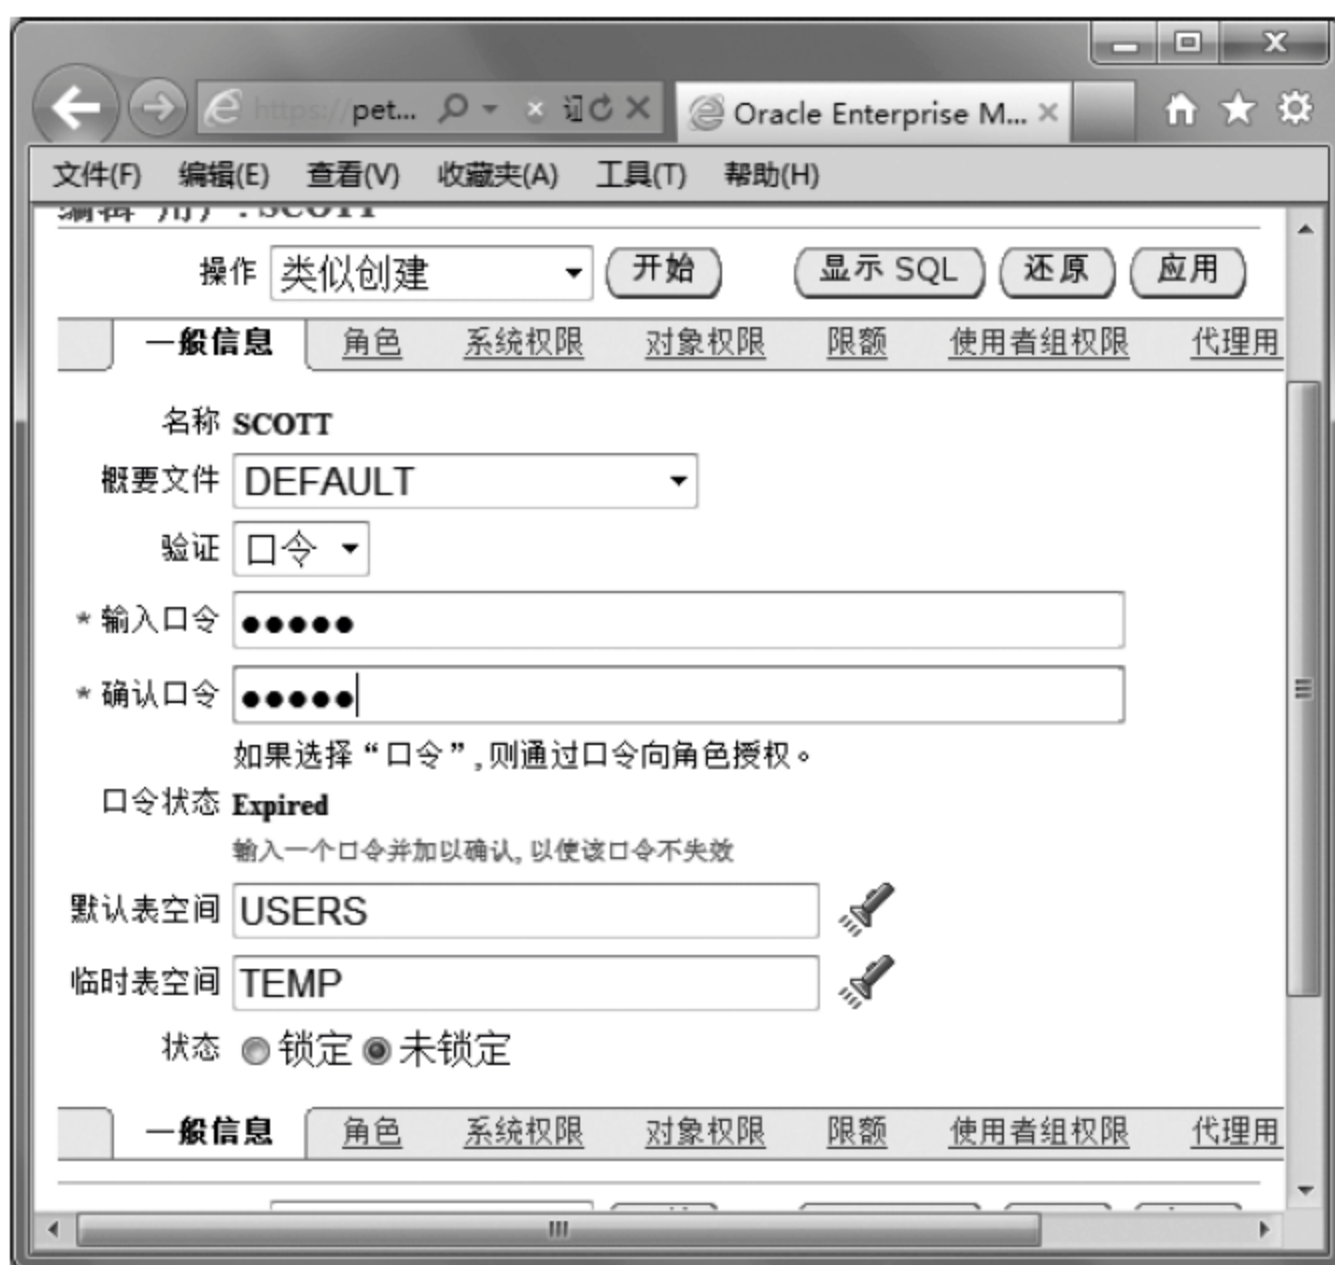 https://pet... 证
Oracle Enterprise M...
文件(F) 编辑(E) 查看(V) 收藏夹(A) 工具(T) 帮助(H)
编辑 用户: SCOTT
操作 类似创建 开始 显示 SQL 还原 应用
一般信息 角色 系统权限 对象权限 限额 使用者组权限 代理用
名称 SCOTT
概要文件 DEFAULT
验证 口令
* 输入口令 ●●●●●
* 确认口令 ●●●●●
如果选择“口令”,则通过口令向角色授权。
口令状态 Expired
输入一个口令并加以确认, 以使该口令不失效
默认表空间 USERS
临时表空间 TEMP
状态 锁定 未锁定
一般信息 角色 系统权限 对象权限 限额 使用者组权限 代理用